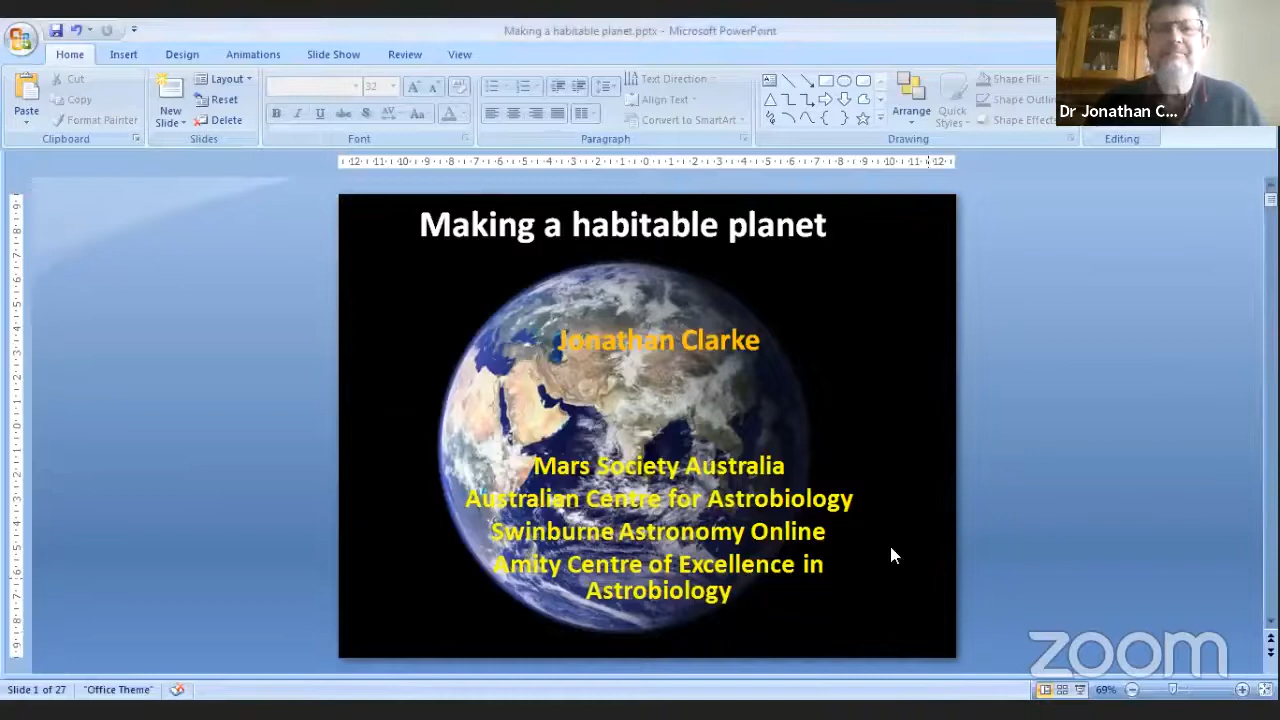 Making a habitable planet.pptx - Microsoft PowerPoint
Home Insert Design Animations Slide Show Review View
Paste
Cut
Copy
Format Painter
Clipboard
New
Slide
Layout
Reset
Delete
Slides
32
B I U abc S AV Aa A
Font
Text Direction
Align Text
Convert to SmartArt
Paragraph
Arrange
Quick
Styles
Shape Fill
Shape Outlin
Shape Effects
Drawing
Editing
Dr Jonathan C...
Making a habitable planet
Jonathan Clarke
Mars Society Australia
Australian Centre for Astrobiology
Swinburne Astronomy Online
Amity Centre of Excellence in
Astrobiology
zoom
Slide 1 of 27 "Office Theme" 69%